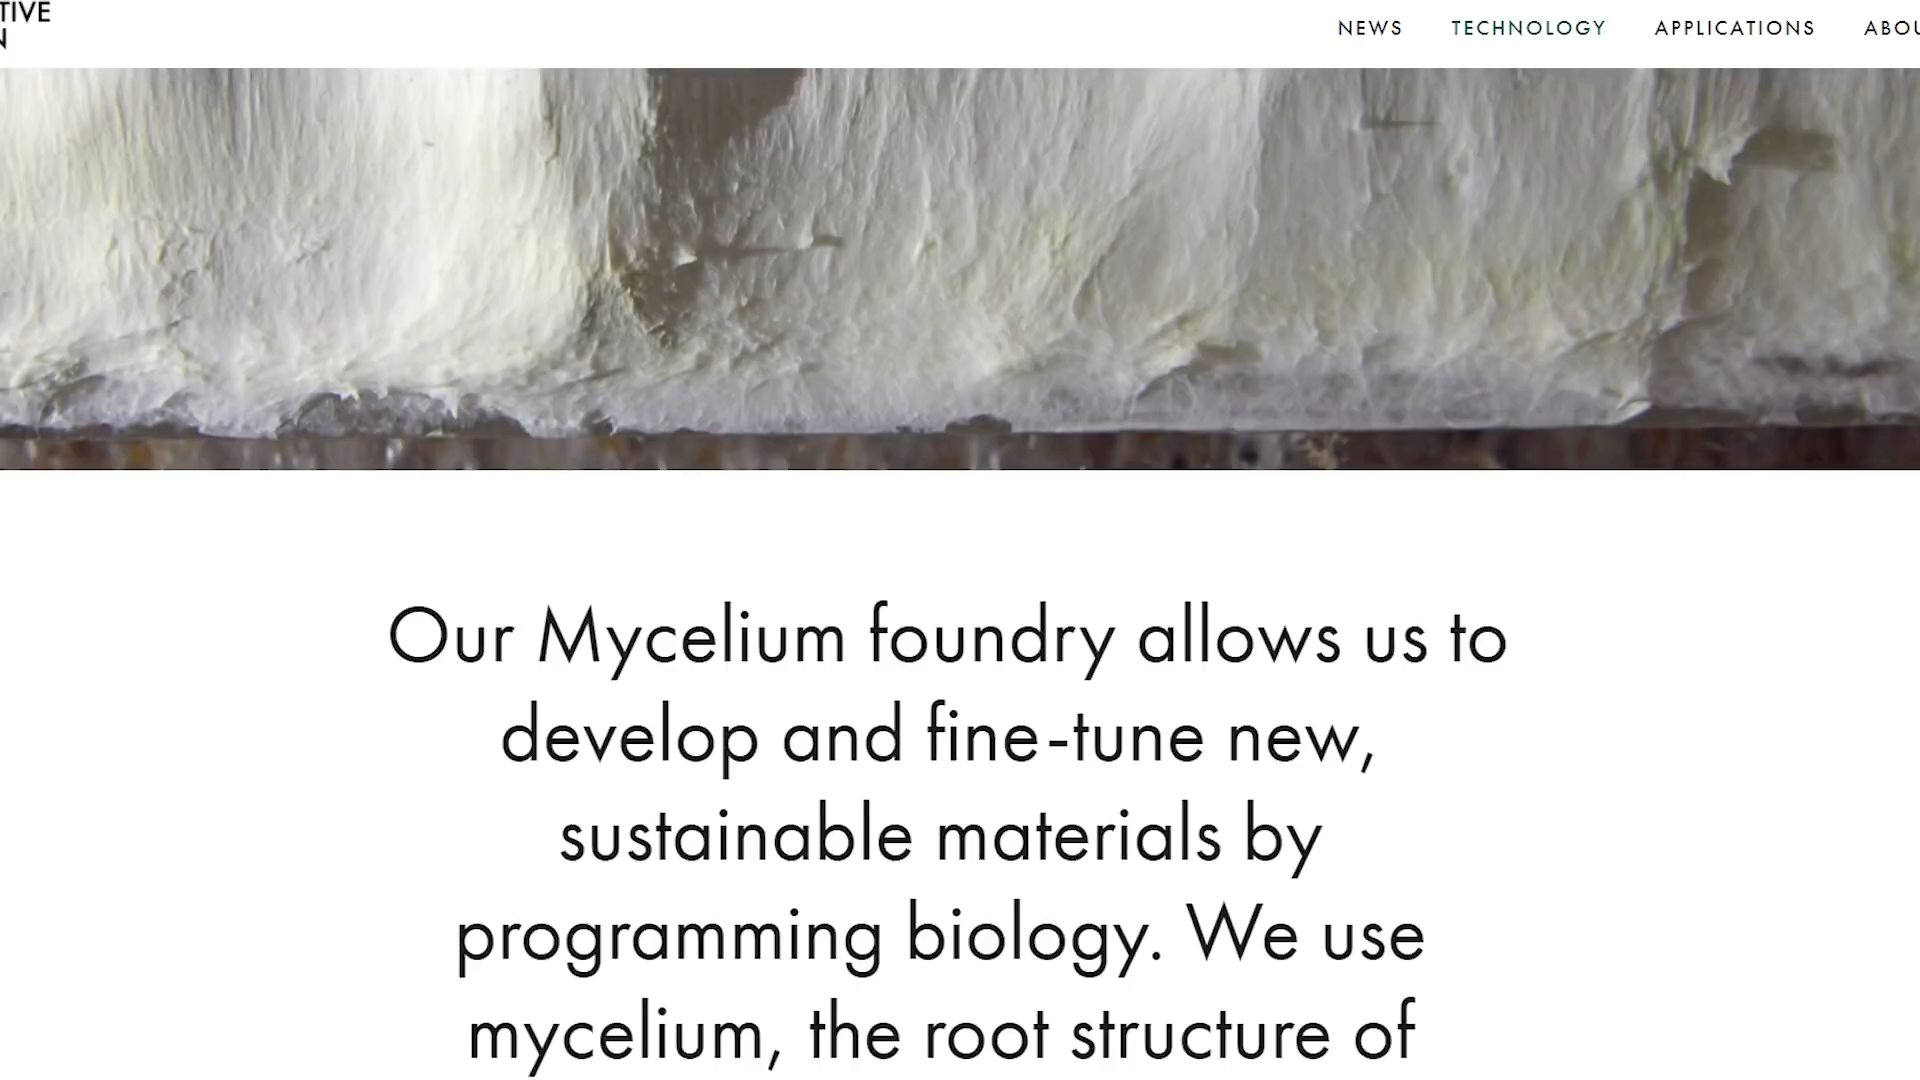 TIVE
N
NEWS TECHNOLOGY APPLICATIONS ABOU
Our Mycelium foundry allows us to
develop and fine-tune new,
sustainable materials by
programming biology. We use
mycelium, the root structure of